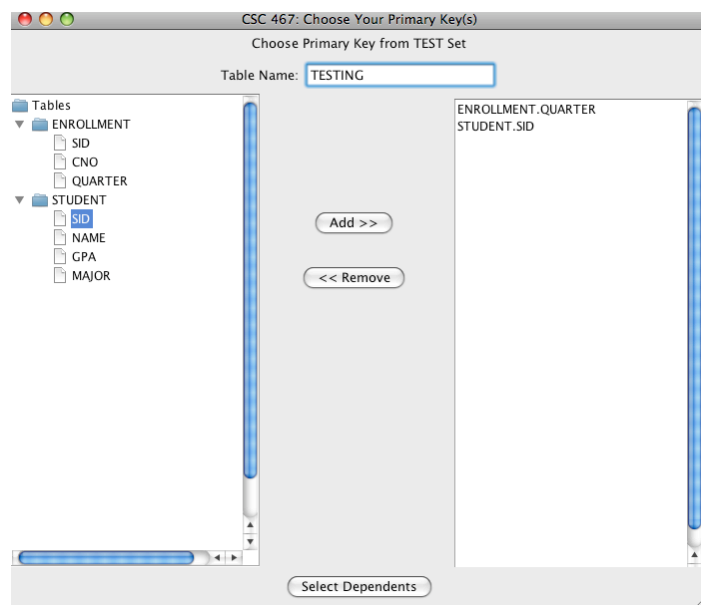 CSC 467: Choose Your Primary Key(s)
Choose Primary Key from TEST Set
Table Name: TESTING
Tables
ENROLLMENT
SID
CNO
QUARTER
STUDENT
SID
NAME
GPA
MAJOR
Add >>
<< Remove
ENROLLMENT.QUARTER
STUDENT.SID
Select Dependents